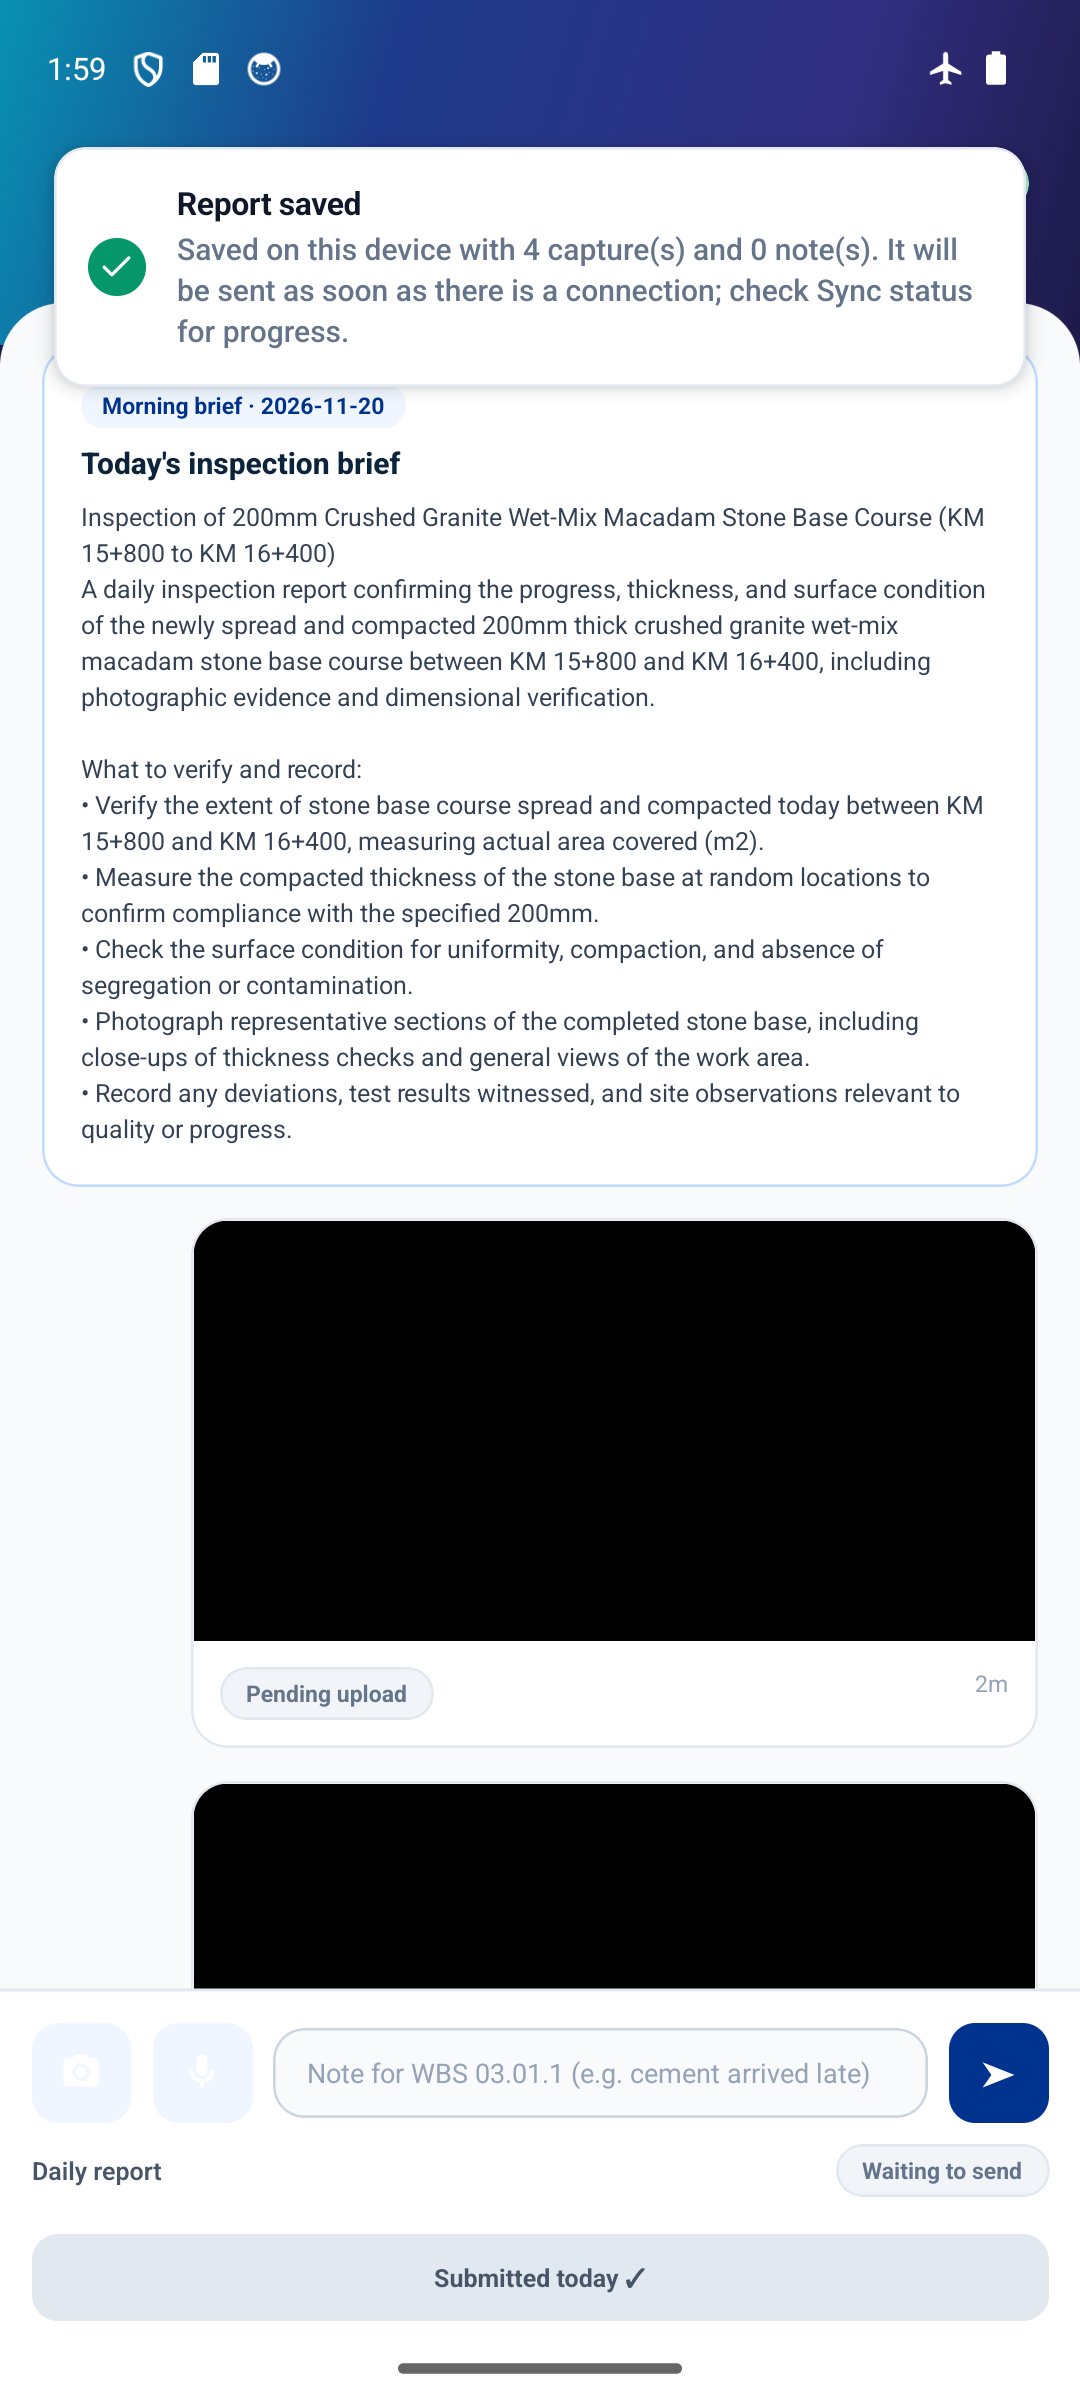 1:59
Report saved
Saved on this device with 4 capture(s) and 0 note(s). It will
be sent as soon as there is a connection; check Sync status
for progress.
Morning brief · 2026-11-20
Today's inspection brief
Inspection of 200mm Crushed Granite Wet-Mix Macadam Stone Base Course (KM
15+800 to KM 16+400)
A daily inspection report confirming the progress, thickness, and surface condition
of the newly spread and compacted 200mm thick crushed granite wet-mix
macadam stone base course between KM 15+800 and KM 16+400, including
photographic evidence and dimensional verification.
What to verify and record:
• Verify the extent of stone base course spread and compacted today between KM
15+800 and KM 16+400, measuring actual area covered (m2).
• Measure the compacted thickness of the stone base at random locations to
confirm compliance with the specified 200mm.
• Check the surface condition for uniformity, compaction, and absence of
segregation or contamination.
• Photograph representative sections of the completed stone base, including
close-ups of thickness checks and general views of the work area.
• Record any deviations, test results witnessed, and site observations relevant to
quality or progress.
Pending upload
2m
Note for WBS 03.01.1 (e.g. cement arrived late)
Daily report
Waiting to send
Submitted today ✓